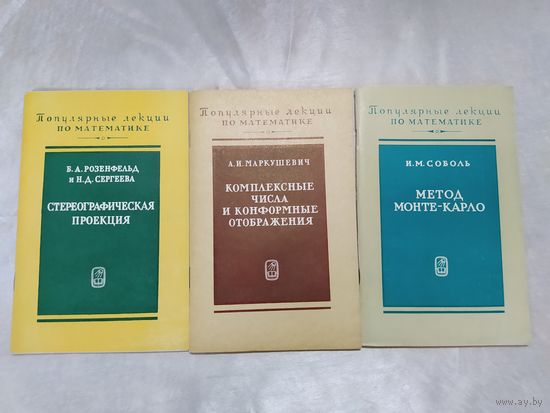 Популярные лекции
ПО МАТЕМАТИКЕ
Б. А. РОЗЕНФЕЛЬД
и Н. Д. СЕРГЕЕВА
СТЕРЕОГРАФИЧЕСКАЯ
ПРОЕКЦИЯ
Популярные лекции
ПО МАТЕМАТИКЕ
А. И. МАРКУШЕВИЧ
КОМПЛЕКСНЫЕ
ЧИСЛА
И КОНФОРМНЫЕ
ОТОБРАЖЕНИЯ
Популярные лекции
ПО МАТЕМАТИКЕ
И. М. СОБОЛЬ
МЕТОД
МОНТЕ-КАРЛО
www.ay.by